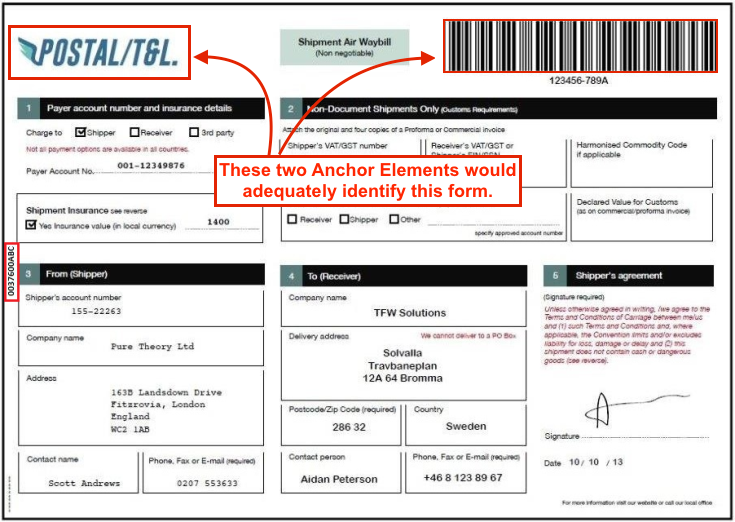 POSTAL/T&L.
Shipment Air Waybill
(Non negotiable)
123456-789A
1 Payer account number and insurance details
Charge to Shipper Receiver 3rd party
Not all payment options are available in all countries.
Payer Account No. 001-12349876
Shipment Insurance see reverse
Yes Insurance value (in local currency) 1400
2 Non-Document Shipments Only (Customs Requirements)
Attach the original and four copies of a Proforma or Commercial invoice
Shipper's VAT/GST number
Receiver's VAT/GST or
Harmonised Commodity Code
if applicable
These two Anchor Elements would
adequately identify this form.
Declared Value for Customs
(as on commercial/proforma invoice)
Receiver Shipper Other
specify approved account number
0037600ABC
3 From (Shipper)
Shipper's account number
155-22263
Company name
Pure Theory Ltd
Address
163B Landsdown Drive
Fitzrovia, London
England
WC2 1AB
Contact name
Scott Andrews
Phone, Fax or E-mail (required)
0207 553633
4 To (Receiver)
Company name
TFW Solutions
Delivery address We cannot deliver to a PO Box
Solvalla
Travbaneplan
12A 64 Bromma
Postcode/Zip Code (required)
286 32
Country
Sweden
Contact person
Aidan Peterson
Phone, Fax or E-mail (required)
+46 8 123 89 67
5 Shipper's agreement
(Signature required)
Unless otherwise agreed in writing, I/we agree to the
Terms and Conditions of Carriage between me/us
and (1) such Terms and Conditions and, where
applicable, the Convention limits and/or excludes
liability for loss, damage or delay and (2) this
shipment does not contain cash or dangerous
goods (see reverse).
Signature
Date 10/ 10 / 13
For more information visit our website or call our local office.